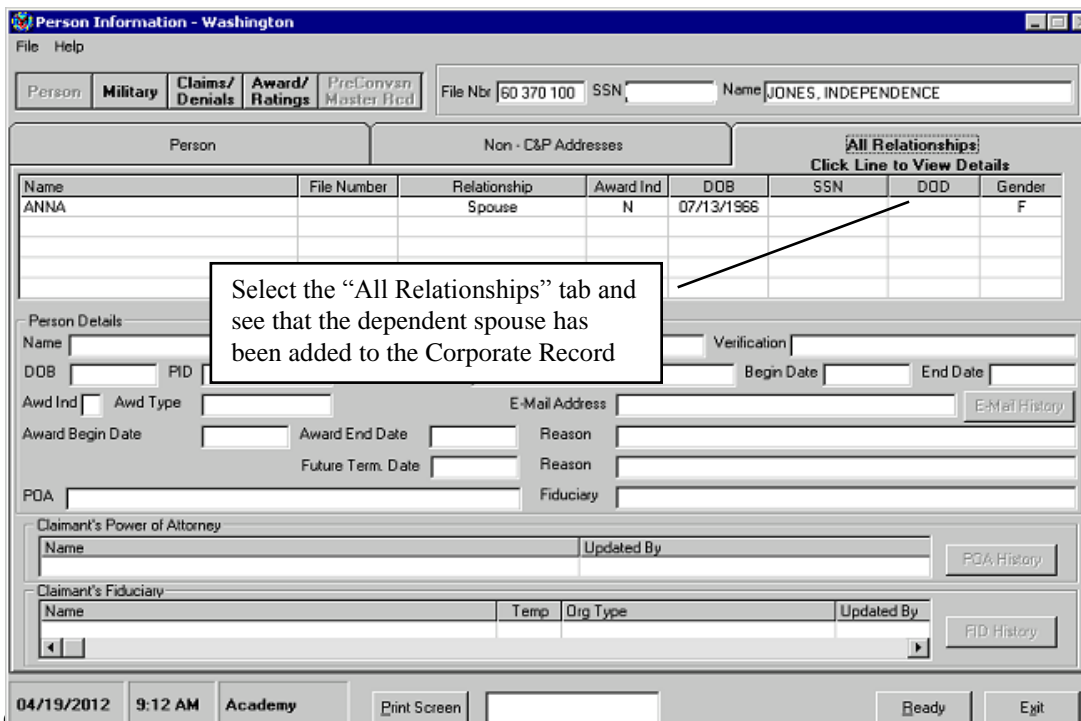 Person Information - Washington
File Help
Person Military Claims/ Denials Award/ Ratings PreConvsn Master Rcd File Nbr 60 370 100 SSN Name JONES, INDEPENDENCE
Person Non - C&P Addresses All Relationships
Click Line to View Details
Name File Number Relationship Award Ind DOB SSN DOD Gender
ANNA Spouse N 07/13/1966 F
Select the “All Relationships” tab and
see that the dependent spouse has
been added to the Corporate Record
Person Details
Name Verification
DOB PID Begin Date End Date
Awd Ind Awd Type E-Mail Address E-Mail History
Award Begin Date Award End Date Reason
Future Term. Date Reason
POA Fiduciary
Claimant's Power of Attorney
Name Updated By
POA History
Claimant's Fiduciary
Name Temp Org Type Updated By
FID History
04/19/2012 9:12 AM Academy Print Screen Ready Exit